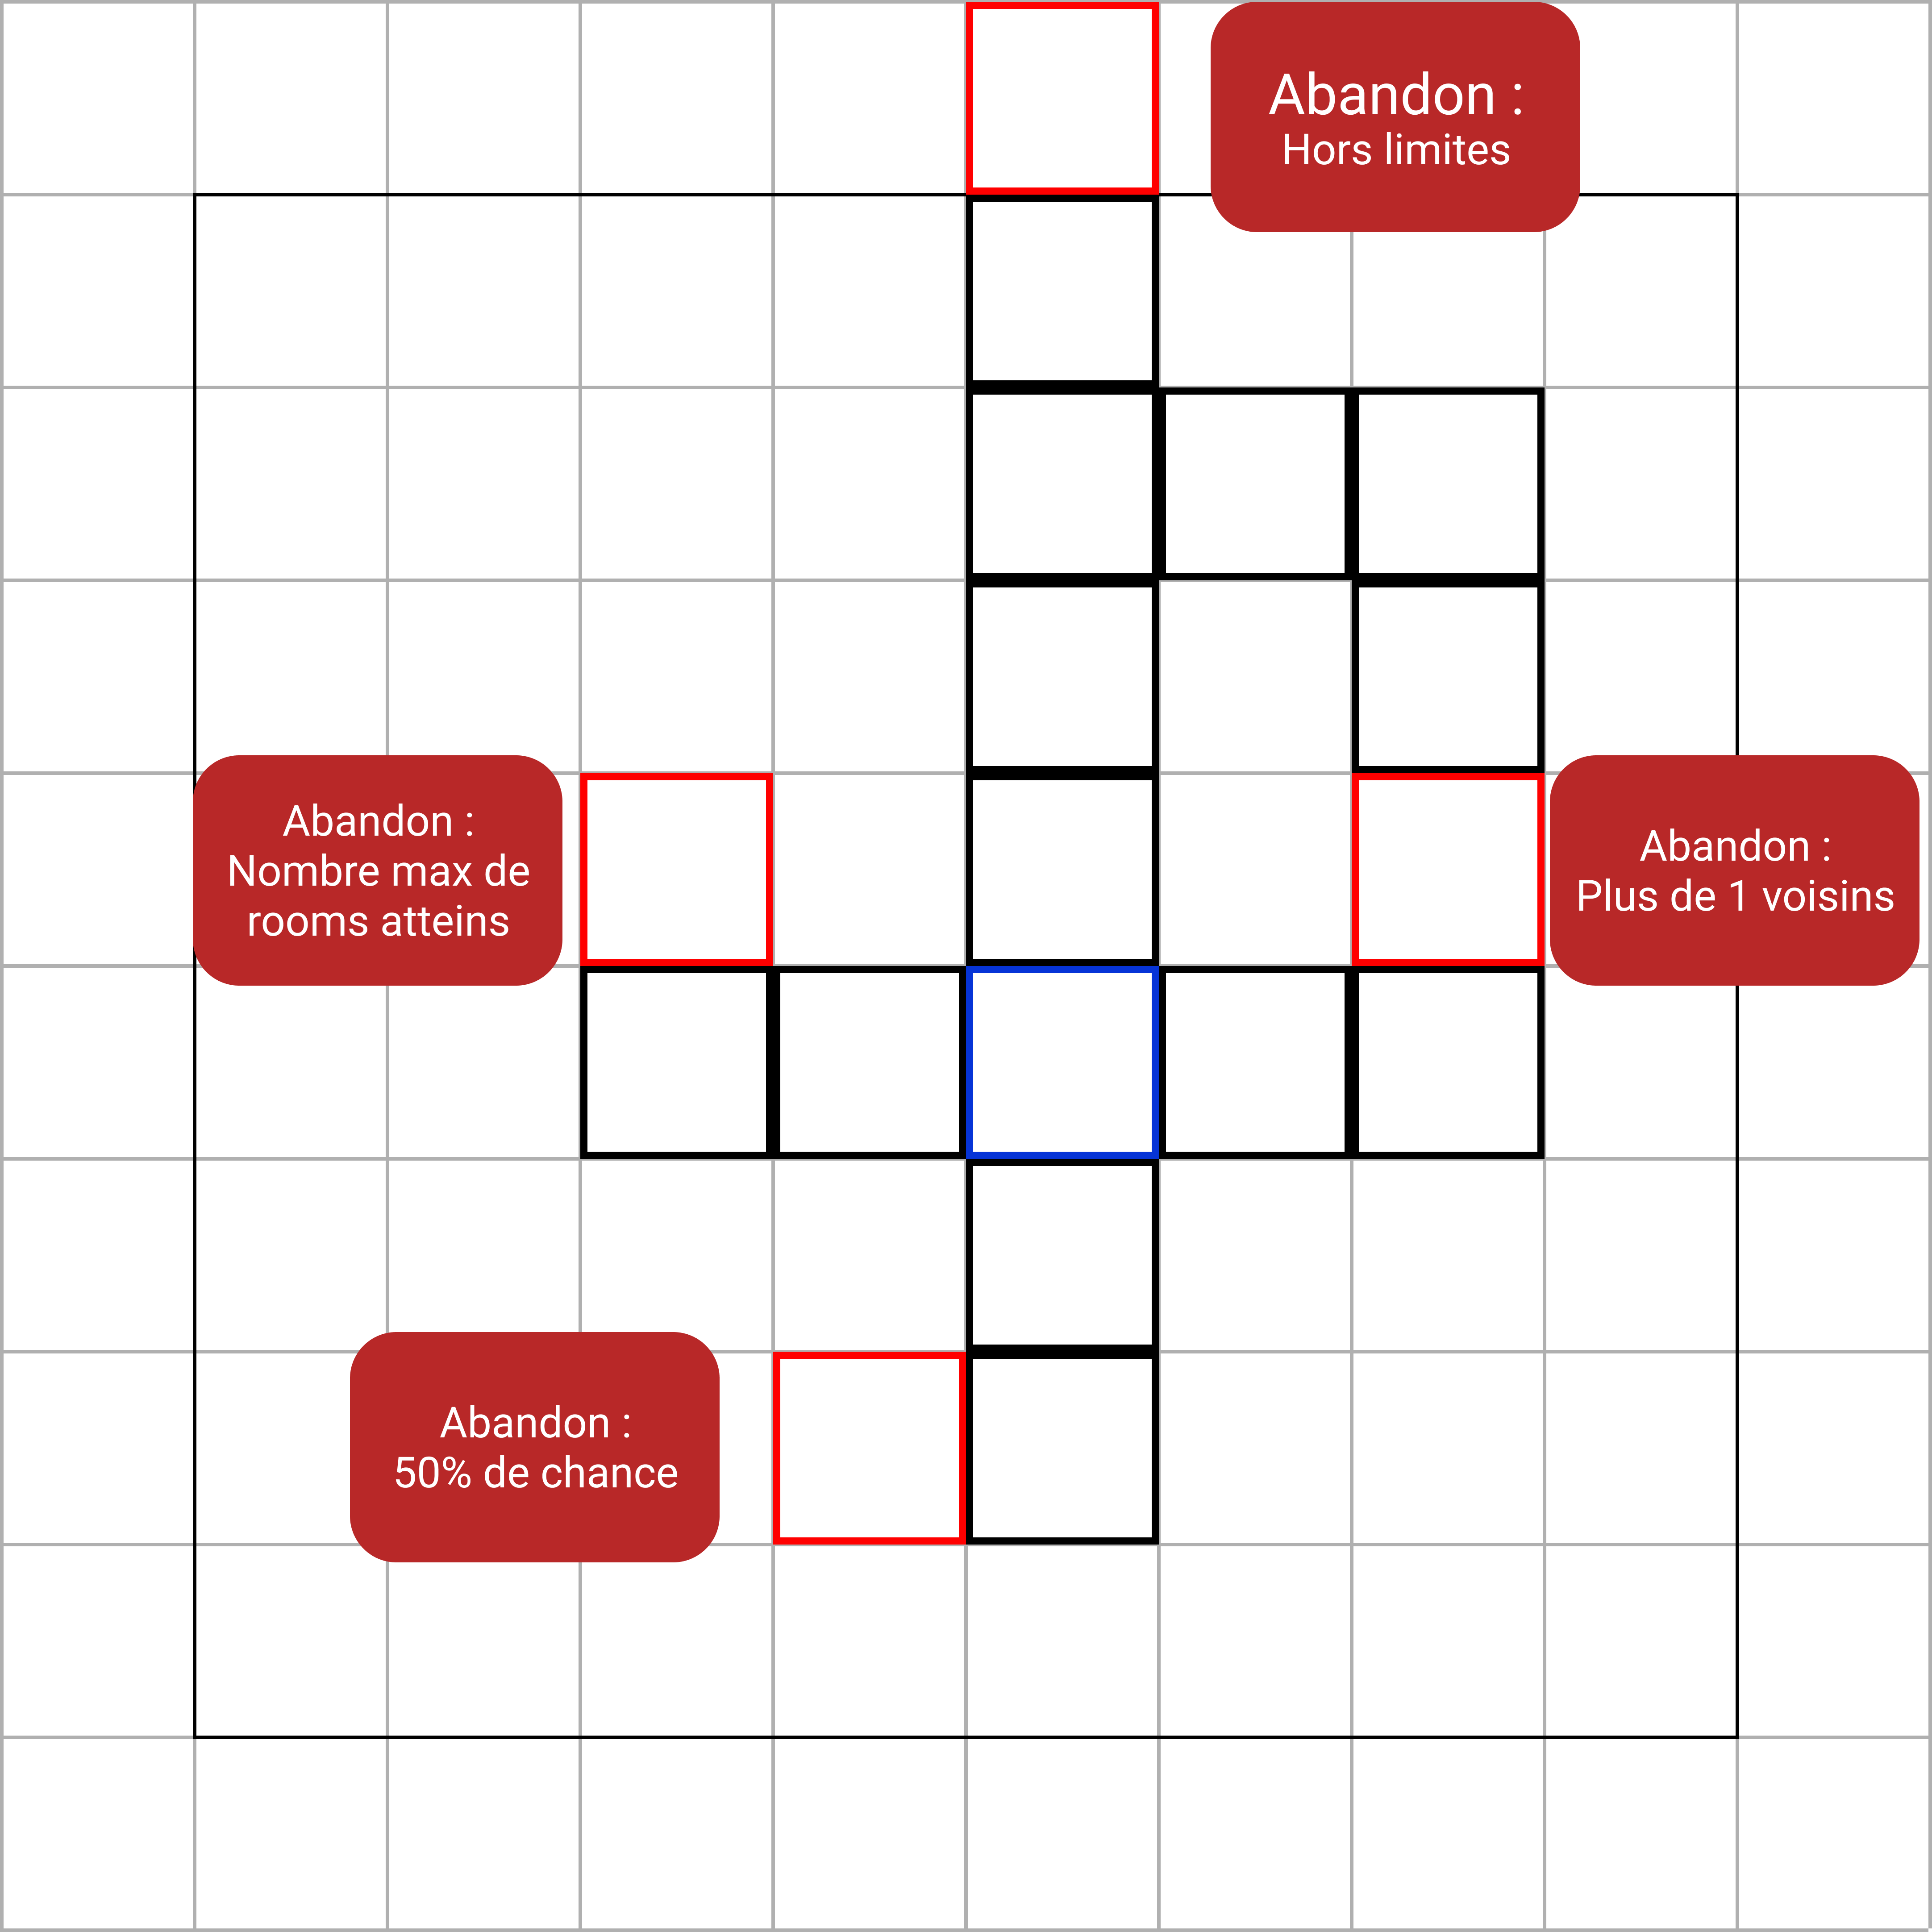 Abandon :
Hors limites
Abandon :
Nombre max de
rooms atteins
Abandon :
Plus de 1 voisins
Abandon :
50% de chance